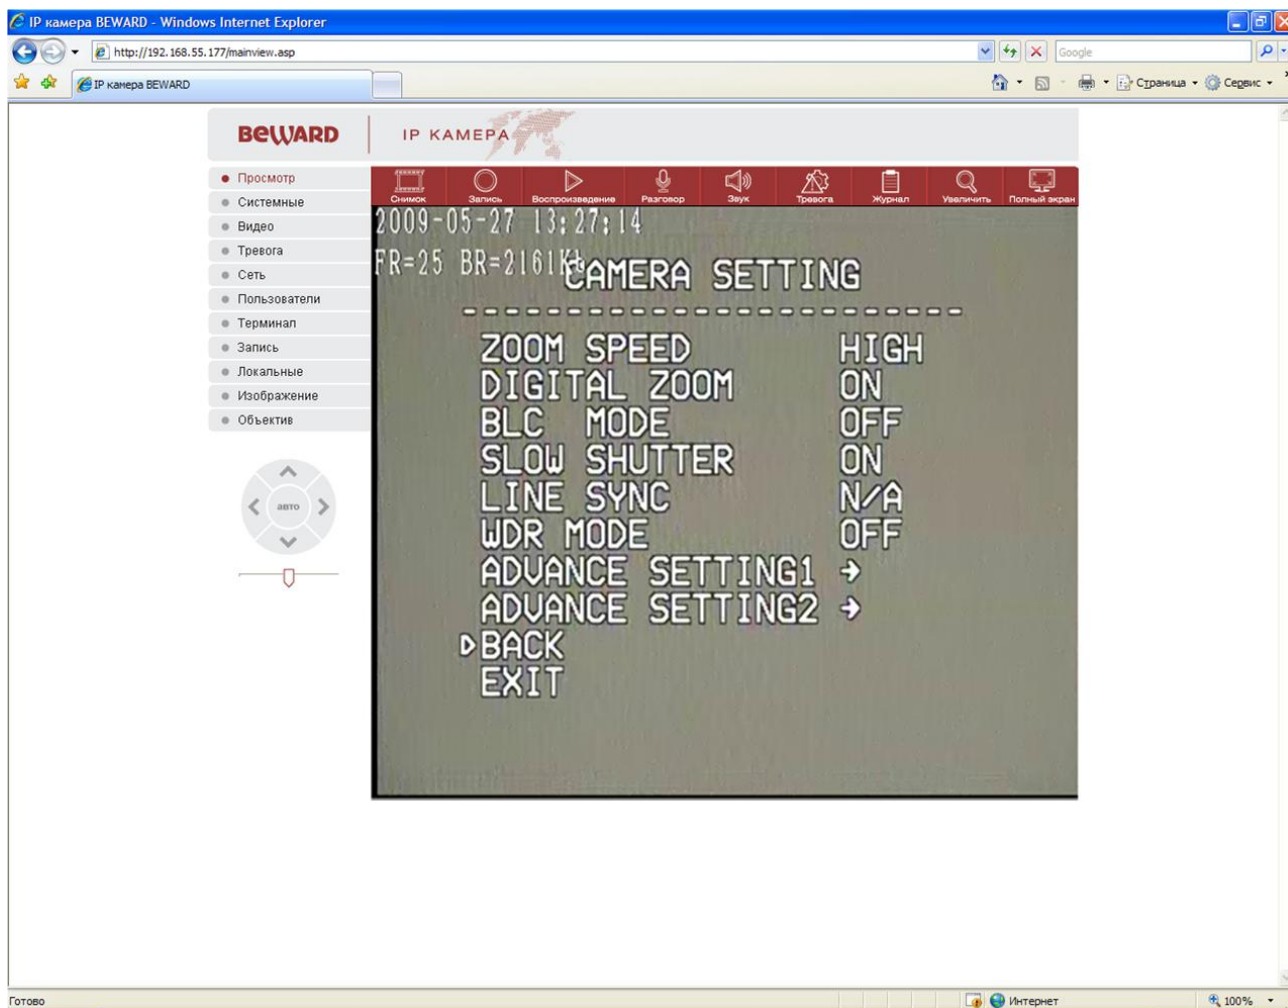 IP камера BEWARD - Windows Internet Explorer
http://192.168.55.177/mainview.asp
Google
IP камера BEWARD
Страница
Сервис
BEWARD
IP КАМЕРА
Просмотр
Системные
Видео
Тревога
Сеть
Пользователи
Терминал
Запись
Локальные
Изображение
Объектив
авто
Снимок Запись Воспроизведение Разговор Звук Тревога Журнал Увеличить Полный экран
2009-05-27 13:27:14
FR=25 BR=2161Kb
CAMERA SETTING
------------------------
ZOOM SPEED HIGH
DIGITAL ZOOM ON
BLC MODE OFF
SLOW SHUTTER ON
LINE SYNC N/A
WDR MODE OFF
ADVANCE SETTING1 →
ADVANCE SETTING2 →
BACK
EXIT
Готово
Интернет
100%